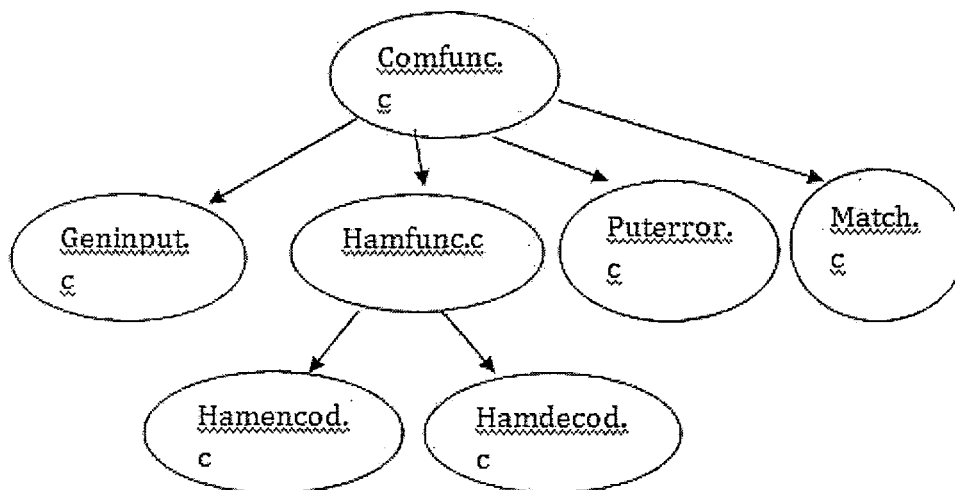 Comfunc.
c
Geninput.
c
Hamfunc.c
Puterror.
c
Match.
c
Hamencod.
c
Hamdecod.
c